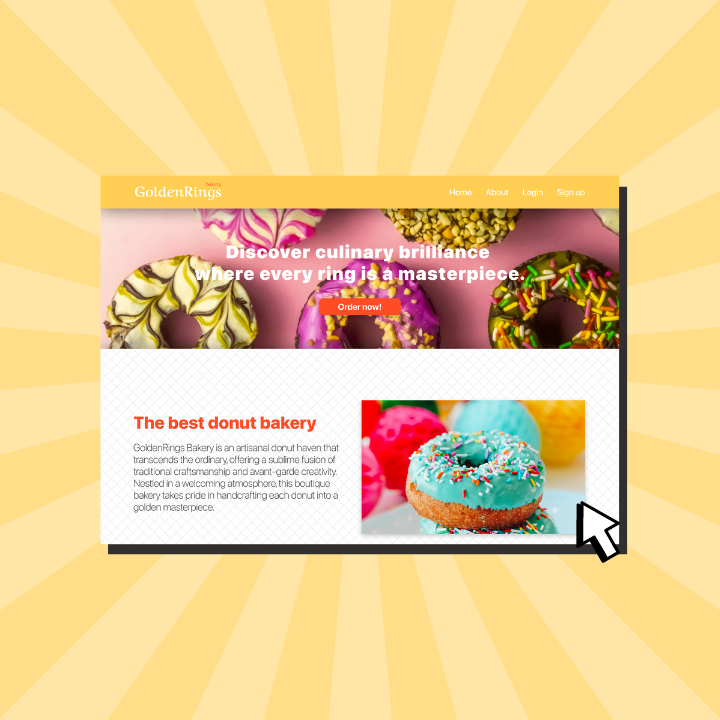 Bakery
GoldenRings
Home About Login Sign up
Discover culinary brilliance
where every ring is a masterpiece.
Order now!
The best donut bakery
GoldenRings Bakery is an artisanal donut haven that
transcends the ordinary, offering a sublime fusion of
traditional craftsmanship and avant-garde creativity.
Nestled in a welcoming atmosphere, this boutique
bakery takes pride in handcrafting each donut into a
golden masterpiece.